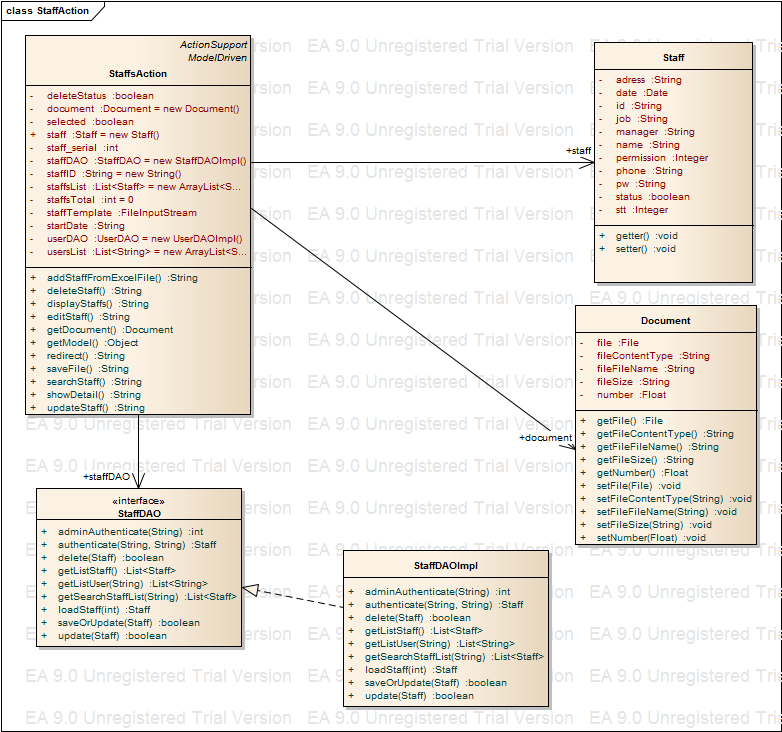 class StaffAction
ActionSupport
ModelDriven
StaffsAction
- deleteStatus :boolean
- document :Document = new Document()
- selected :boolean
+ staff :Staff = new Staff()
- staff_serial :int
- staffDAO :StaffDAO = new StaffDAOImpl()
- staffID :String = new String()
- staffsList :List<Staff> = new ArrayList<S...
- staffsTotal :int = 0
- staffTemplate :FileInputStream
- startDate :String
- userDAO :UserDAO = new UserDAOImpl()
- usersList :List<String> = new ArrayList<S...
+ addStaffFromExcelFile() :String
+ deleteStaff() :String
+ displayStaffs() :String
+ editStaff() :String
+ getDocument() :Document
+ getModel() :Object
+ redirect() :String
+ saveFile() :String
+ searchStaff() :String
+ showDetail() :String
+ updateStaff() :String
+staff
Staff
- adress :String
- date :Date
- id :String
- job :String
- manager :String
- name :String
- permission :Integer
- phone :String
- pw :String
- status :boolean
- stt :Integer
+ getter() :void
+ setter() :void
+document
Document
- file :File
- fileContentType :String
- fileFileName :String
- fileSize :String
- number :Float
+ getFile() :File
+ getFileContentType() :String
+ getFileFileName() :String
+ getFileSize() :String
+ getNumber() :Float
+ setFile(File) :void
+ setFileContentType(String) :void
+ setFileFileName(String) :void
+ setFileSize(String) :void
+ setNumber(Float) :void
+staffDAO
«interface»
StaffDAO
+ adminAuthenticate(String) :int
+ authenticate(String, String) :Staff
+ delete(Staff) :boolean
+ getListStaff() :List<Staff>
+ getListUser(String) :List<String>
+ getSearchStaffList(String) :List<Staff>
+ loadStaff(int) :Staff
+ saveOrUpdate(Staff) :boolean
+ update(Staff) :boolean
StaffDAOImpl
+ adminAuthenticate(String) :int
+ authenticate(String, String) :Staff
+ delete(Staff) :boolean
+ getListStaff() :List<Staff>
+ getListUser(String) :List<String>
+ getSearchStaffList(String) :List<Staff>
+ loadStaff(int) :Staff
+ saveOrUpdate(Staff) :boolean
+ update(Staff) :boolean
EA 9.0 Unregistered Trial Version